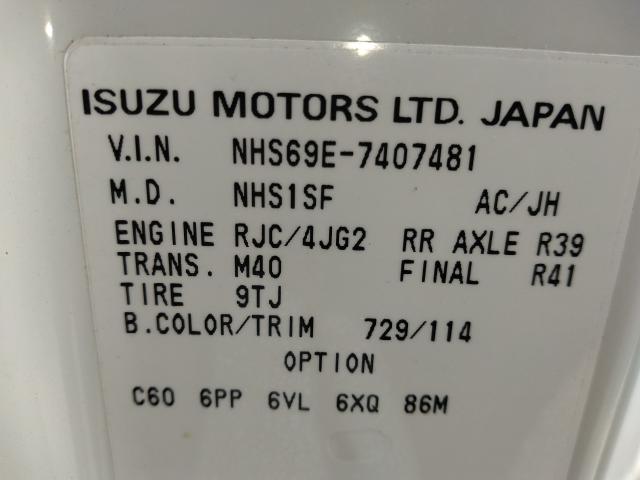 ISUZU MOTORS LTD. JAPAN
V.I.N. NHS69E-7407481
M.D. NHS1SF AC/JH
ENGINE RJC/4JG2 RR AXLE R39
TRANS. M40 FINAL R41
TIRE 9TJ
B.COLOR/TRIM 729/114
OPTION
C60 6PP 6VL 6XQ 86M